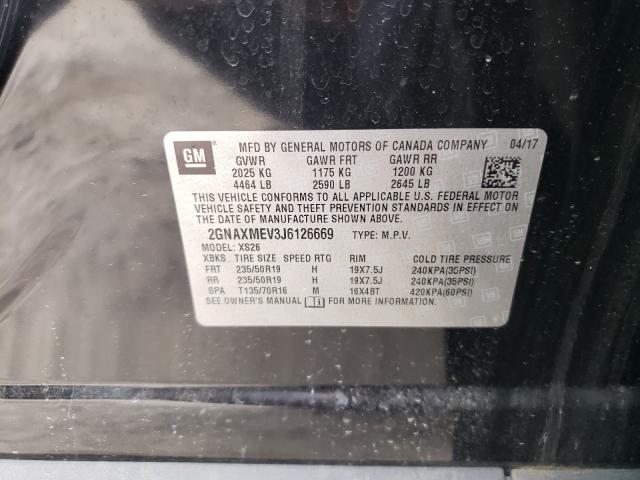 GM
MFD BY GENERAL MOTORS OF CANADA COMPANY 04/17
GVWR GAWR FRT GAWR RR
2025 KG 1175 KG 1200 KG
4464 LB 2590 LB 2645 LB
THIS VEHICLE CONFORMS TO ALL APPLICABLE U.S. FEDERAL MOTOR
VEHICLE SAFETY AND THEFT PREVENTION STANDARDS IN EFFECT ON
THE DATE OF MANUFACTURE SHOWN ABOVE.
2GNAXMEV3J6126669 TYPE: M.P.V.
MODEL: XS26
XBKS TIRE SIZE SPEED RTG RIM COLD TIRE PRESSURE
FRT 235/50R19 H 19X7.5J 240KPA(35PSI)
RR 235/50R19 H 19X7.5J 240KPA(35PSI)
SPA T135/70R16 M 16X4BT 420KPA(60PSI)
SEE OWNER'S MANUAL FOR MORE INFORMATION.